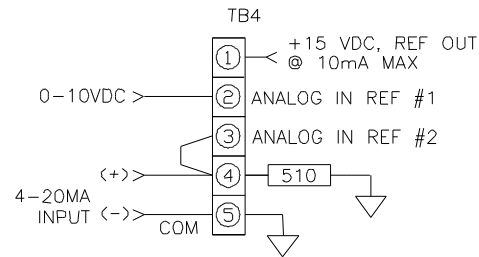 TB4
1
+15 VDC, REF OUT
@ 10mA MAX
0-10VDC
2
ANALOG IN REF #1
3
ANALOG IN REF #2
(+)
4
510
4-20MA
INPUT (-)
COM
5